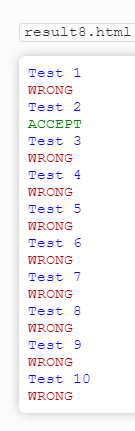 result8.html
Test 1
WRONG
Test 2
ACCEPT
Test 3
WRONG
Test 4
WRONG
Test 5
WRONG
Test 6
WRONG
Test 7
WRONG
Test 8
WRONG
Test 9
WRONG
Test 10
WRONG